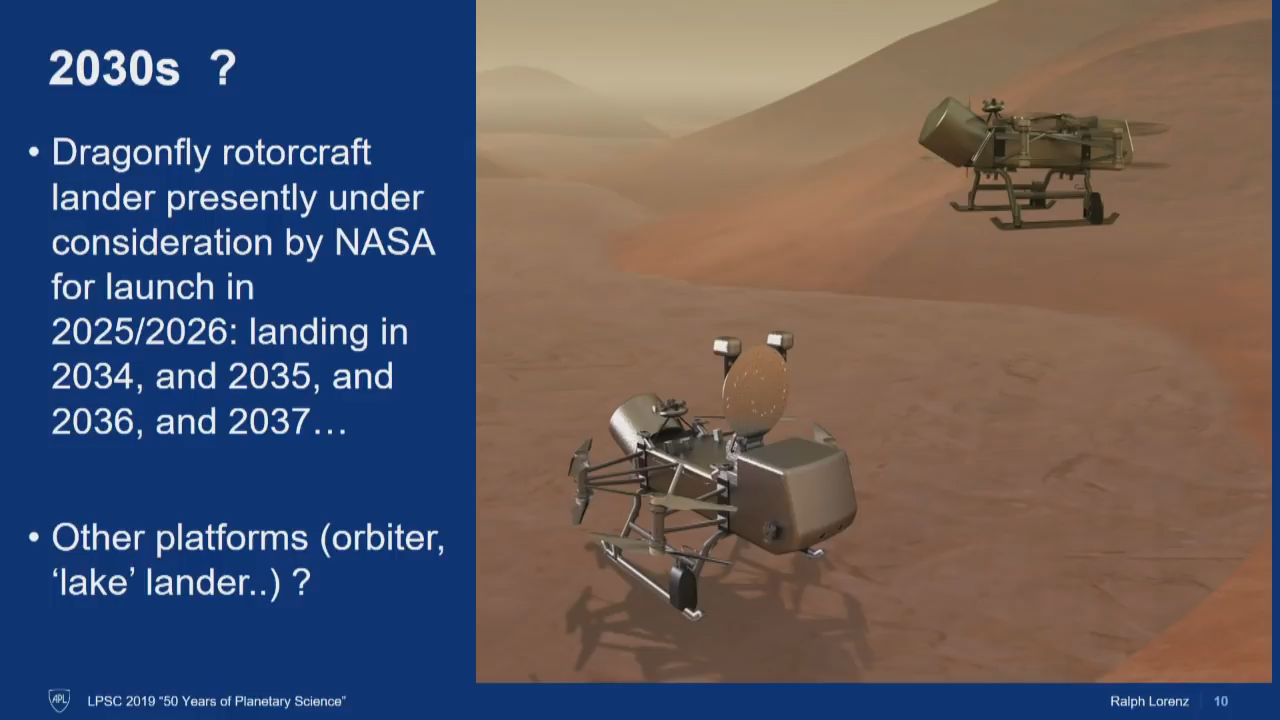 2030s ?
• Dragonfly rotorcraft
lander presently under
consideration by NASA
for launch in
2025/2026: landing in
2034, and 2035, and
2036, and 2037…
• Other platforms (orbiter,
‘lake’ lander..) ?
APL
LPSC 2019 "50 Years of Planetary Science"
Ralph Lorenz
10